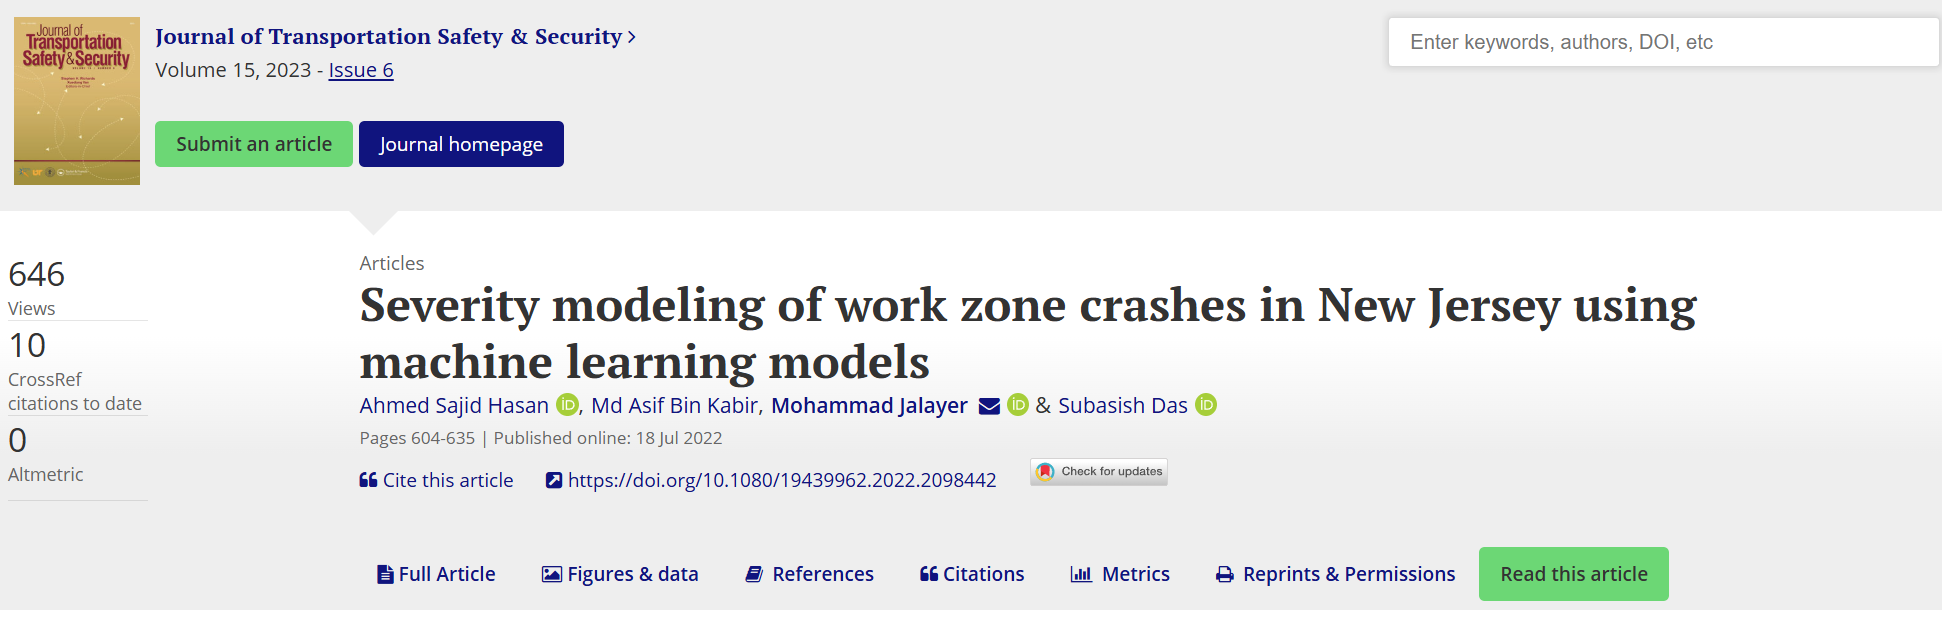 Journal of
Transportation
Safety & Security
Journal of Transportation Safety & Security
Volume 15, 2023 - Issue 6
Enter keywords, authors, DOI, etc
Submit an article
Journal homepage
646
Views
10
CrossRef
citations to date
0
Altmetric
Articles
Severity modeling of work zone crashes in New Jersey using
machine learning models
Ahmed Sajid Hasan iD, Md Asif Bin Kabir, Mohammad Jalayer iD & Subasish Das iD
Pages 604-635 | Published online: 18 Jul 2022
Cite this article https://doi.org/10.1080/19439962.2022.2098442 Check for updates
Full Article Figures & data References Citations Metrics Reprints & Permissions Read this article